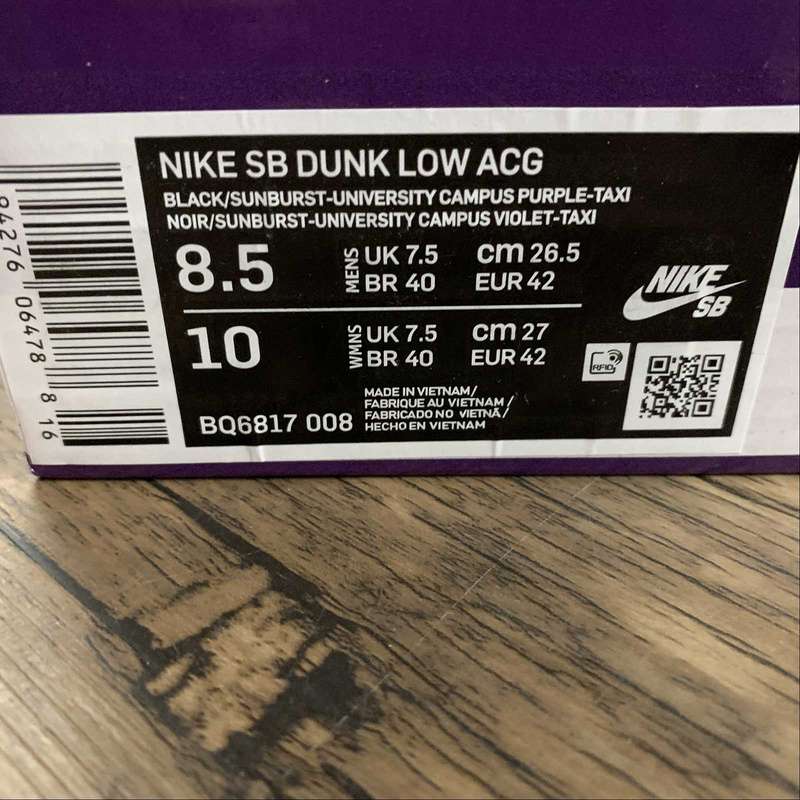 NIKE SB DUNK LOW ACG
BLACK/SUNBURST-UNIVERSITY CAMPUS PURPLE-TAXI
NOIR/SUNBURST-UNIVERSITY CAMPUS VIOLET-TAXI
8.5 MENS UK 7.5 cm 26.5
BR 40 EUR 42
10 WMNS UK 7.5 cm 27
BR 40 EUR 42
NIKE
SB
RFID
BQ6817 008
MADE IN VIETNAM/
FABRIQUE AU VIETNAM/
FABRICADO NO VIETNÃ/
HECHO EN VIETNAM
94276 06478 8 16